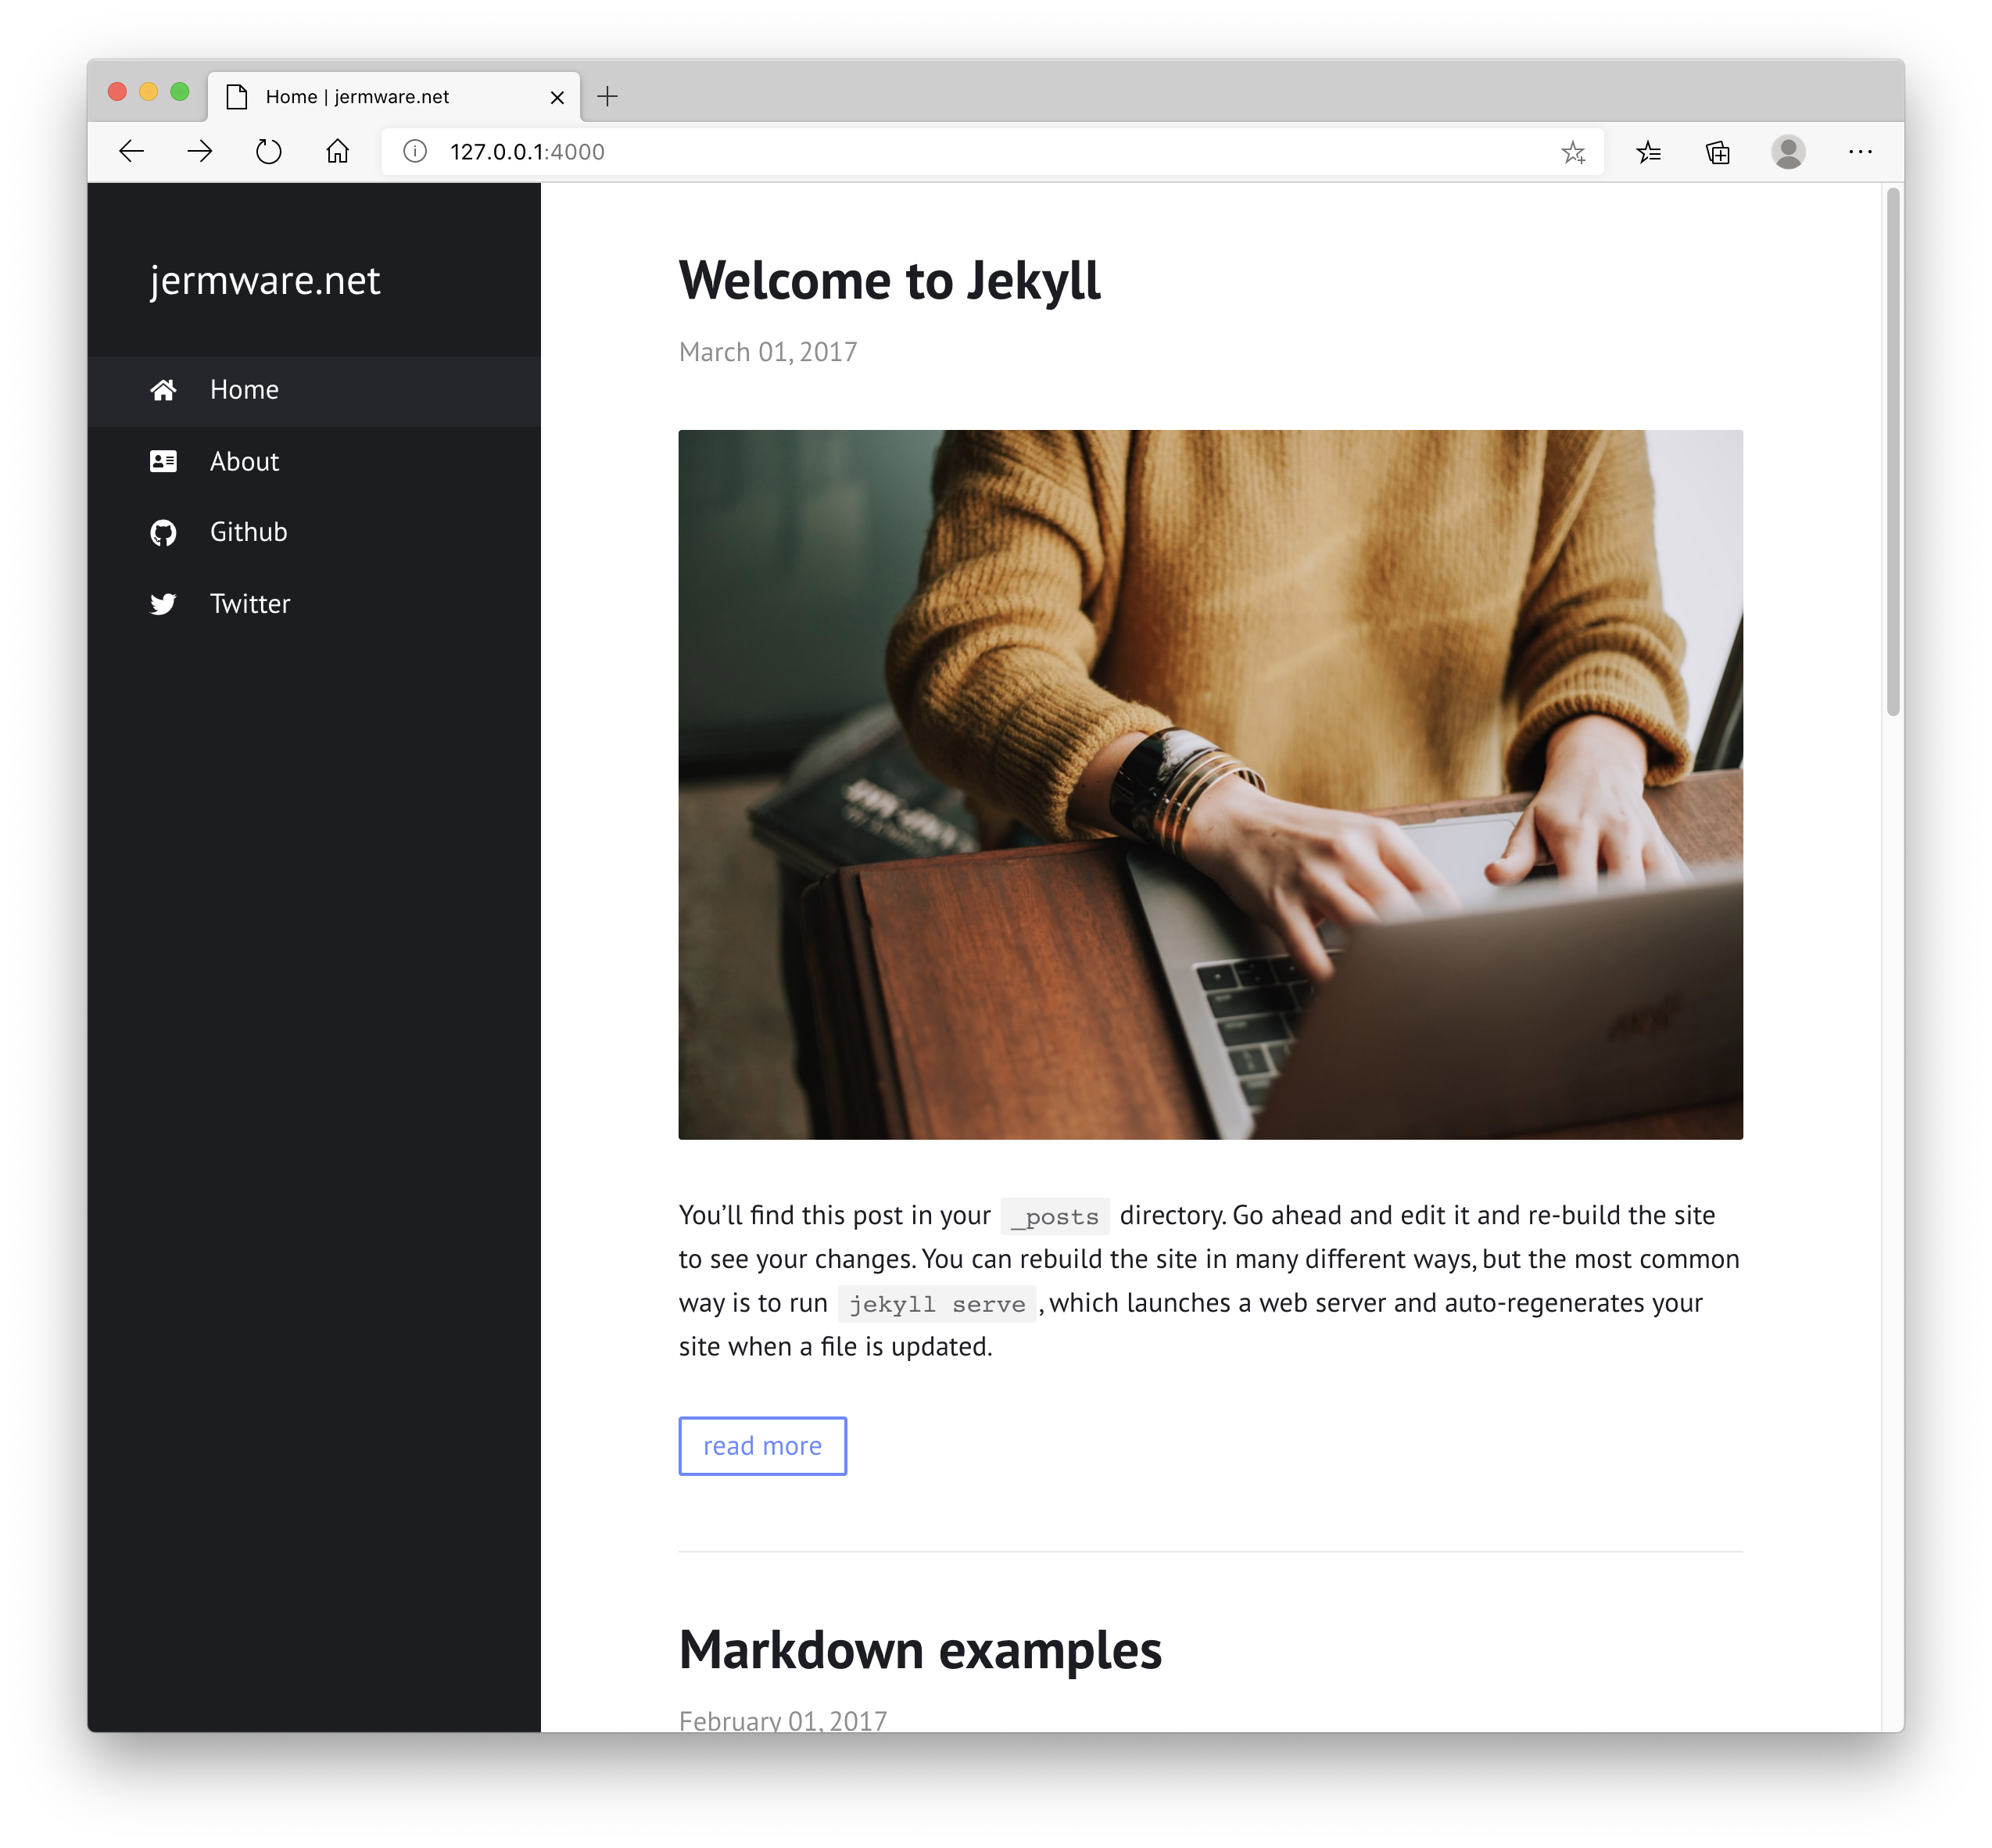 Home | jermware.net
127.0.0.1:4000
jermware.net
Home
About
Github
Twitter
Welcome to Jekyll
March 01, 2017
You’ll find this post in your _posts directory. Go ahead and edit it and re-build the site
to see your changes. You can rebuild the site in many different ways, but the most common
way is to run jekyll serve , which launches a web server and auto-regenerates your
site when a file is updated.
read more
Markdown examples
February 01, 2017